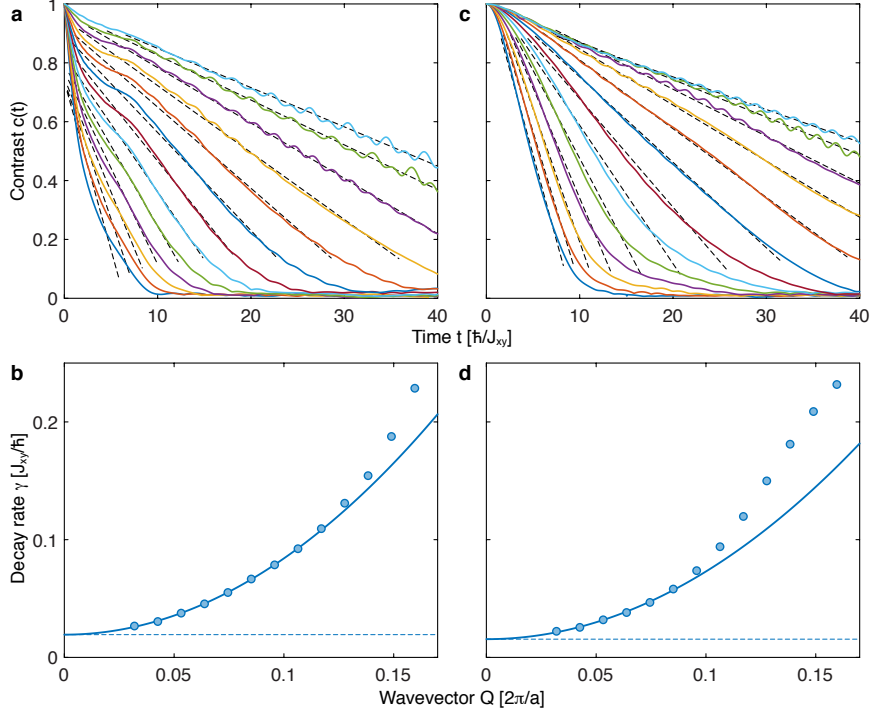 a
c
1
0.8
0.6
0.4
0.2
0
Contrast c(t)
0 10 20 30 40
0 10 20 30 40
Time t [ħ/J_xy]
b
d
0.2
0.1
0
Decay rate γ [J_xy/ħ]
0 0.05 0.1 0.15
0 0.05 0.1 0.15
Wavevector Q [2π/a]